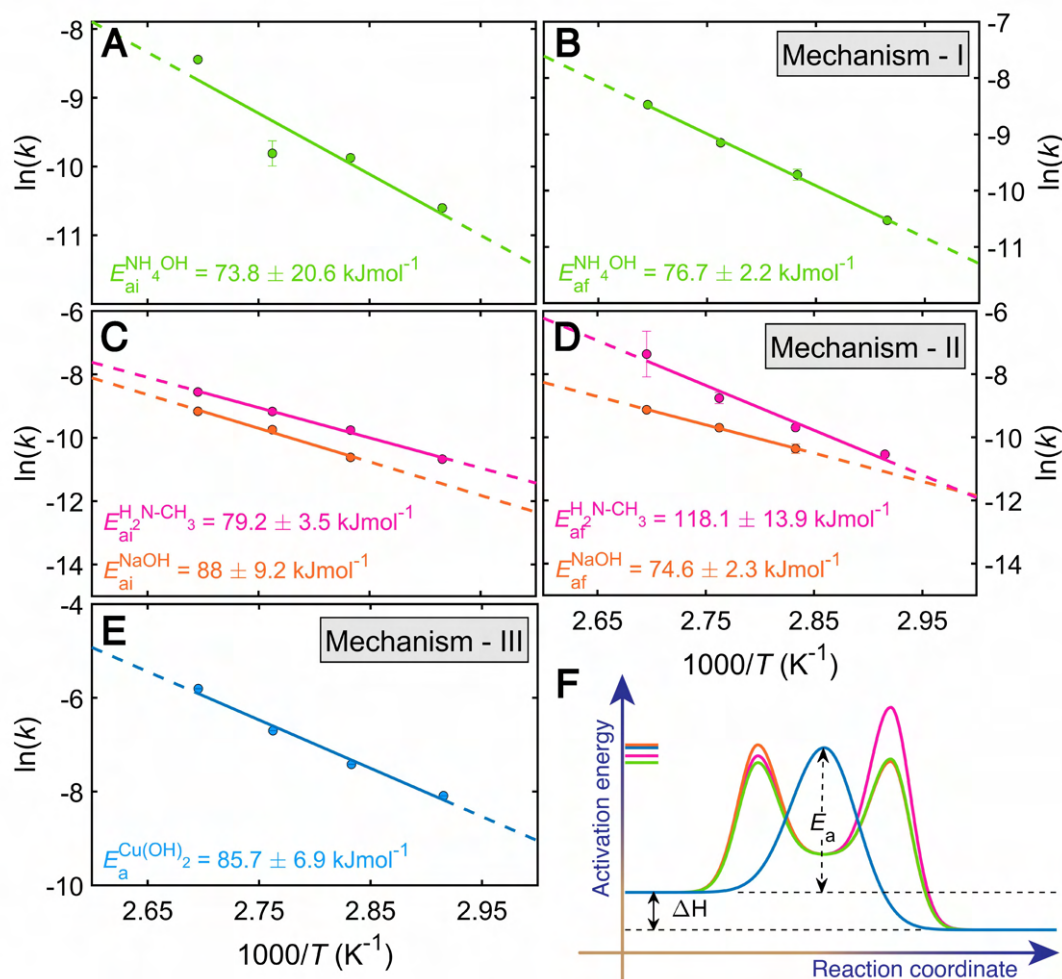 A
-8
-9
-10
-11
ln(k)
E_ai^NH₄OH = 73.8 ± 20.6 kJmol⁻¹
B
Mechanism - I
-7
-8
-9
-10
-11
-12
ln(k)
E_af^NH₄OH = 76.7 ± 2.2 kJmol⁻¹
C
-6
-8
-10
-12
-14
ln(k)
E_ai^H₂N-CH₃ = 79.2 ± 3.5 kJmol⁻¹
E_ai^NaOH = 88 ± 9.2 kJmol⁻¹
D
Mechanism - II
-6
-8
-10
-12
-14
ln(k)
E_af^H₂N-CH₃ = 118.1 ± 13.9 kJmol⁻¹
E_af^NaOH = 74.6 ± 2.3 kJmol⁻¹
2.65 2.75 2.85 2.95
1000/T (K⁻¹)
E
Mechanism - III
-4
-6
-8
-10
ln(k)
E_a^Cu(OH)₂ = 85.7 ± 6.9 kJmol⁻¹
2.65 2.75 2.85 2.95
1000/T (K⁻¹)
F
Activation energy
E_a
ΔH
Reaction coordinate